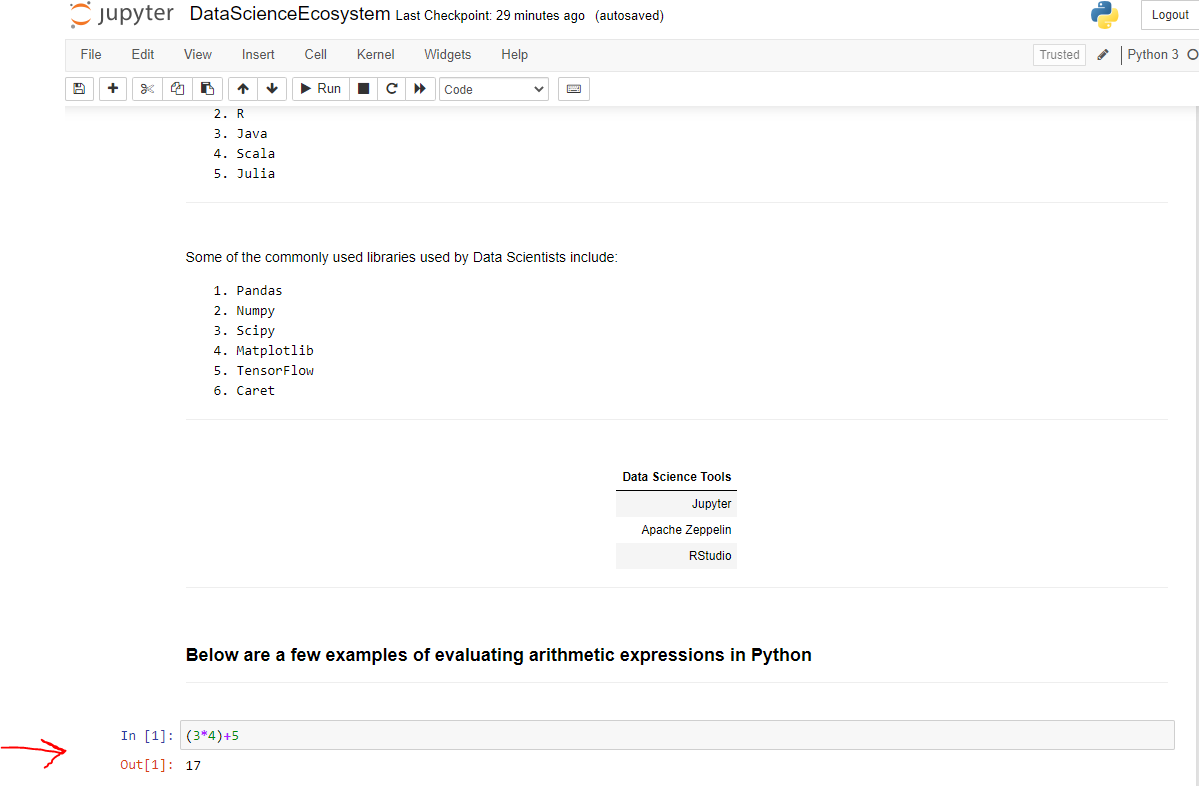 jupyter DataScienceEcosystem Last Checkpoint: 29 minutes ago (autosaved) Logout
File Edit View Insert Cell Kernel Widgets Help Trusted Python 3
Run Code
2. R
3. Java
4. Scala
5. Julia
Some of the commonly used libraries used by Data Scientists include:
1. Pandas
2. Numpy
3. Scipy
4. Matplotlib
5. TensorFlow
6. Caret
Data Science Tools
Jupyter
Apache Zeppelin
RStudio
Below are a few examples of evaluating arithmetic expressions in Python
In [1]: (3*4)+5
Out[1]: 17